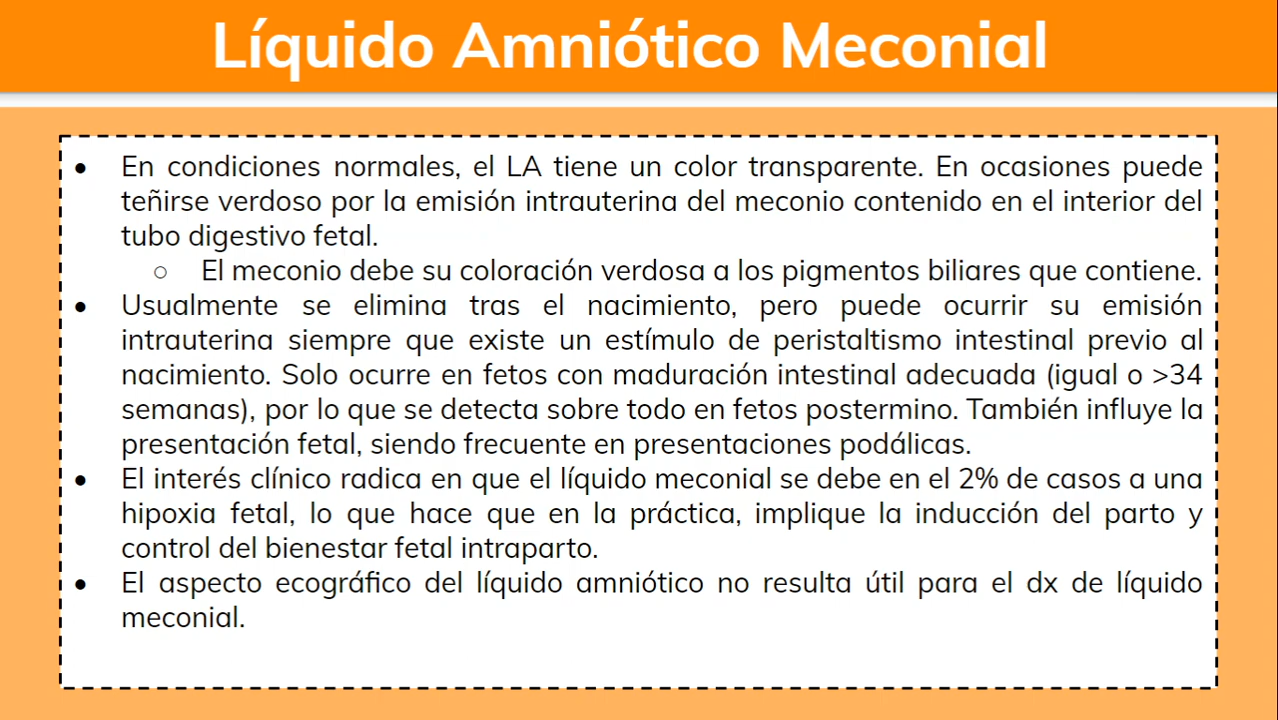 Líquido Amniótico Meconial
● En condiciones normales, el LA tiene un color transparente. En ocasiones puede
teñirse verdoso por la emisión intrauterina del meconio contenido en el interior del
tubo digestivo fetal.
○ El meconio debe su coloración verdosa a los pigmentos biliares que contiene.
● Usualmente se elimina tras el nacimiento, pero puede ocurrir su emisión
intrauterina siempre que existe un estímulo de peristaltismo intestinal previo al
nacimiento. Solo ocurre en fetos con maduración intestinal adecuada (igual o >34
semanas), por lo que se detecta sobre todo en fetos postermino. También influye la
presentación fetal, siendo frecuente en presentaciones podálicas.
● El interés clínico radica en que el líquido meconial se debe en el 2% de casos a una
hipoxia fetal, lo que hace que en la práctica, implique la inducción del parto y
control del bienestar fetal intraparto.
● El aspecto ecográfico del líquido amniótico no resulta útil para el dx de líquido
meconial.